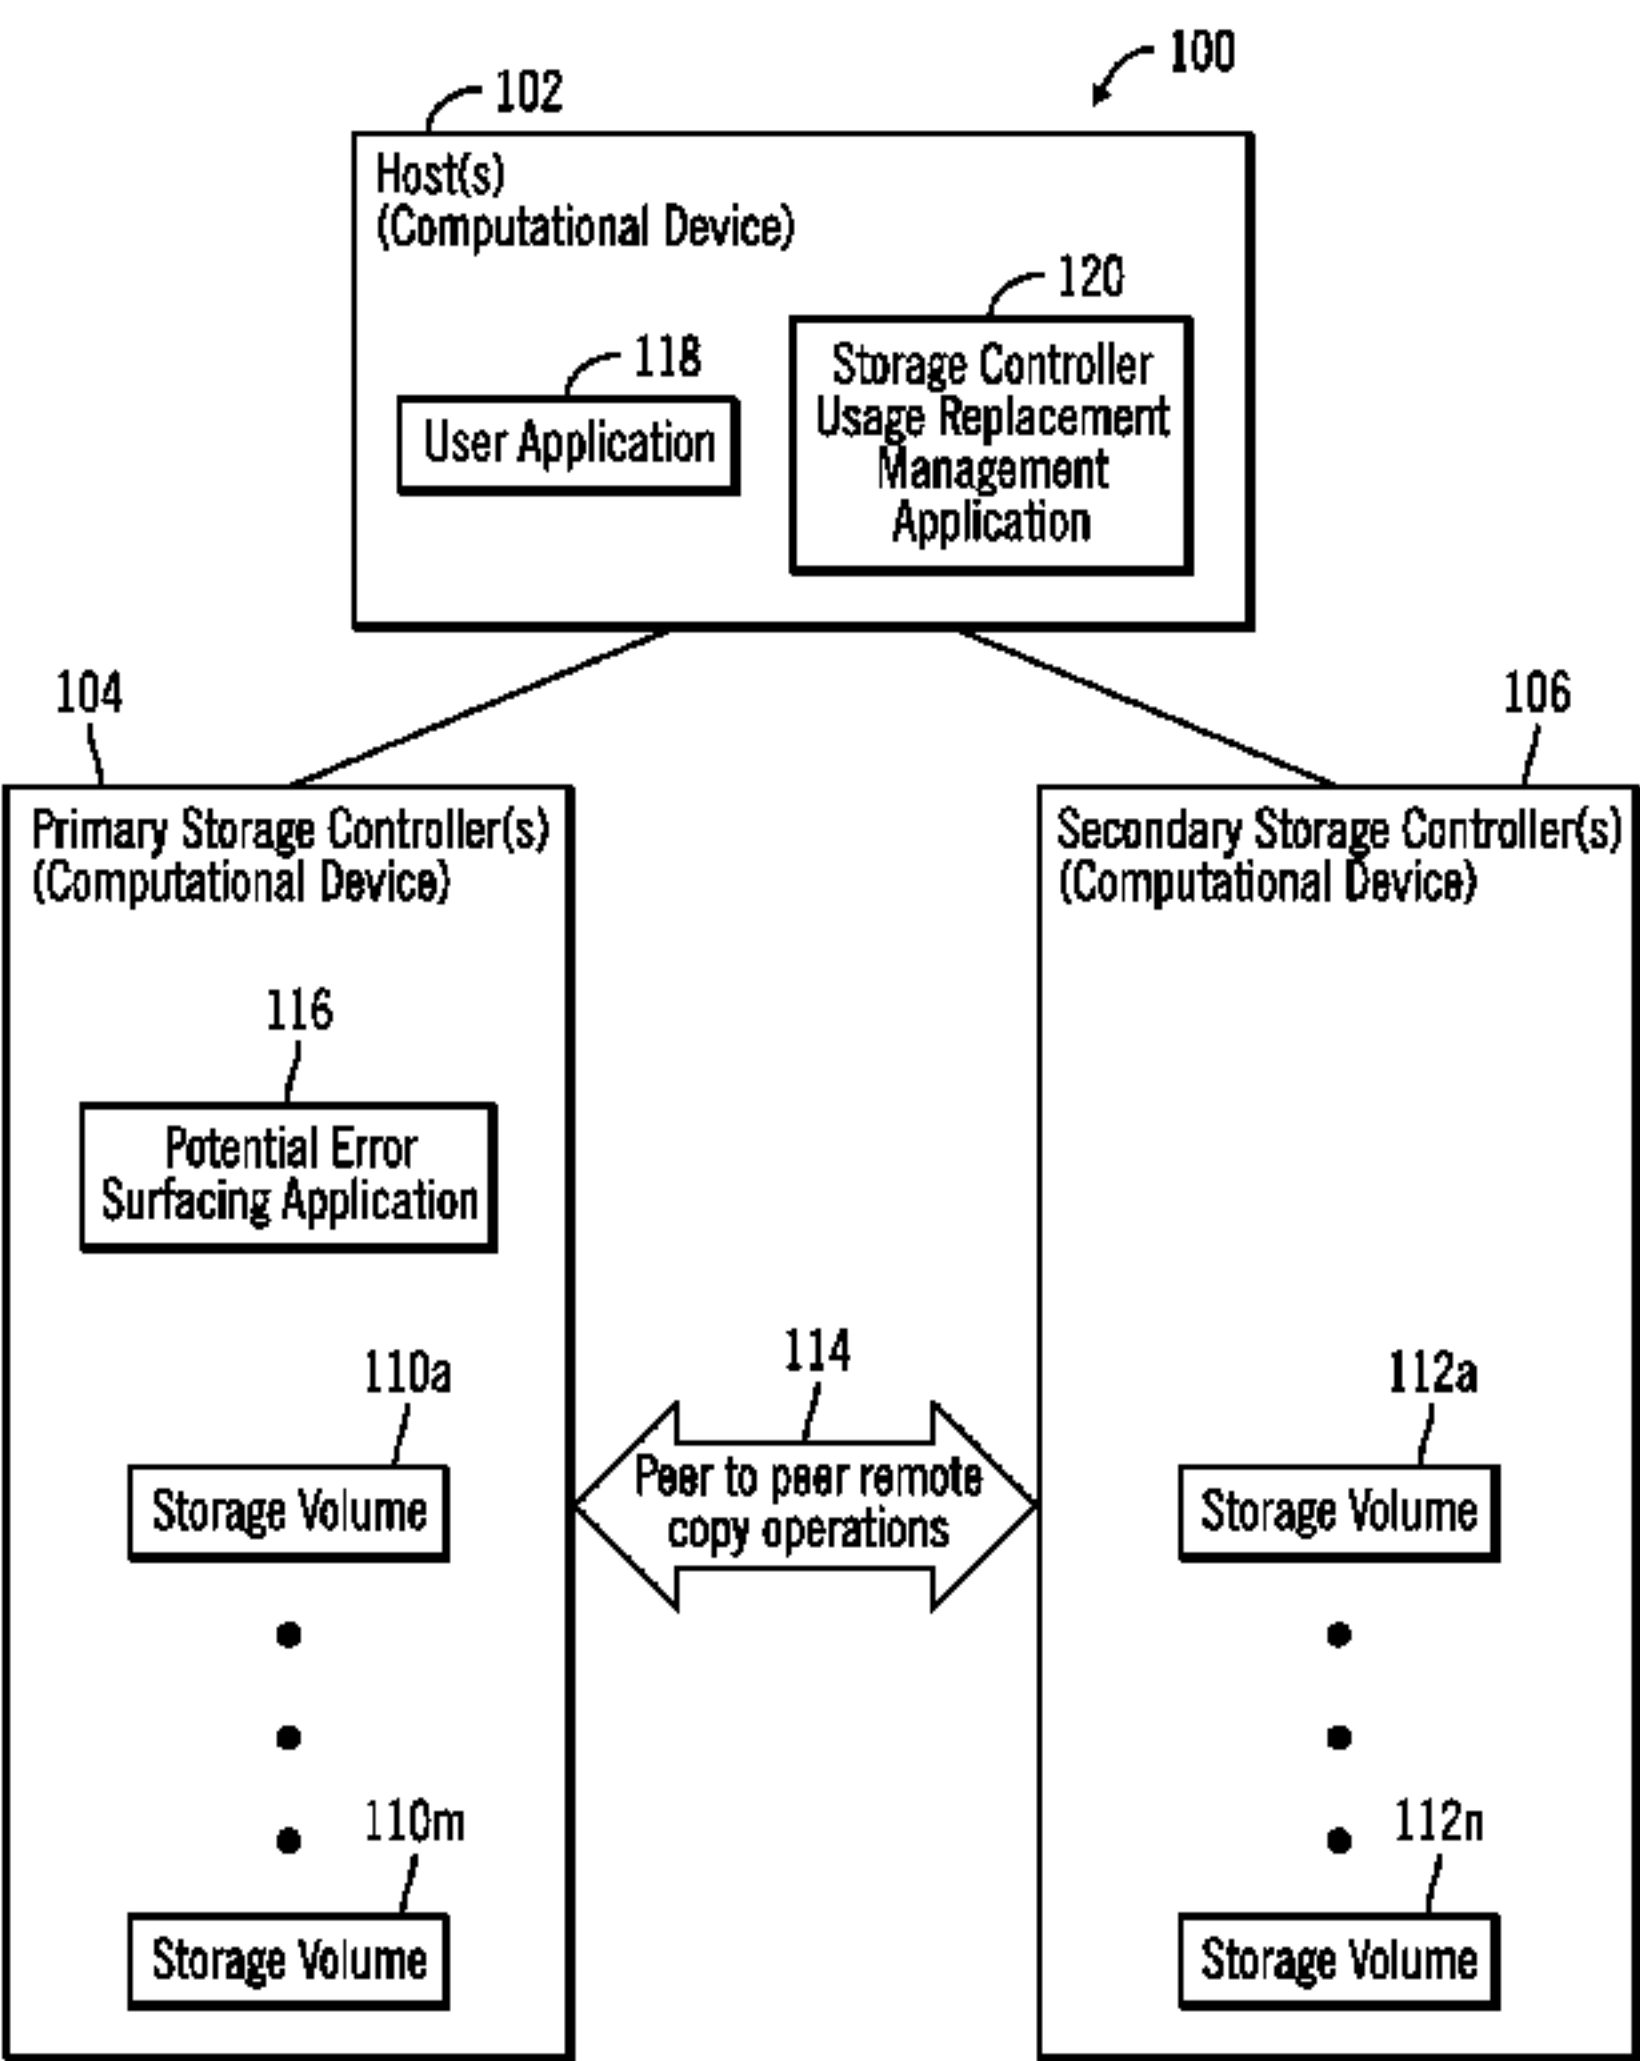 100
102
Host(s)
(Computational Device)
120
118
Storage Controller
Usage Replacement
Management
Application
User Application
104
106
Primary Storage Controller(s)
(Computational Device)
Secondary Storage Controller(s)
(Computational Device)
116
Potential Error
Surfacing Application
114
110a
112a
Peer to peer remote
copy operations
Storage Volume
Storage Volume
110m
112n
Storage Volume
Storage Volume